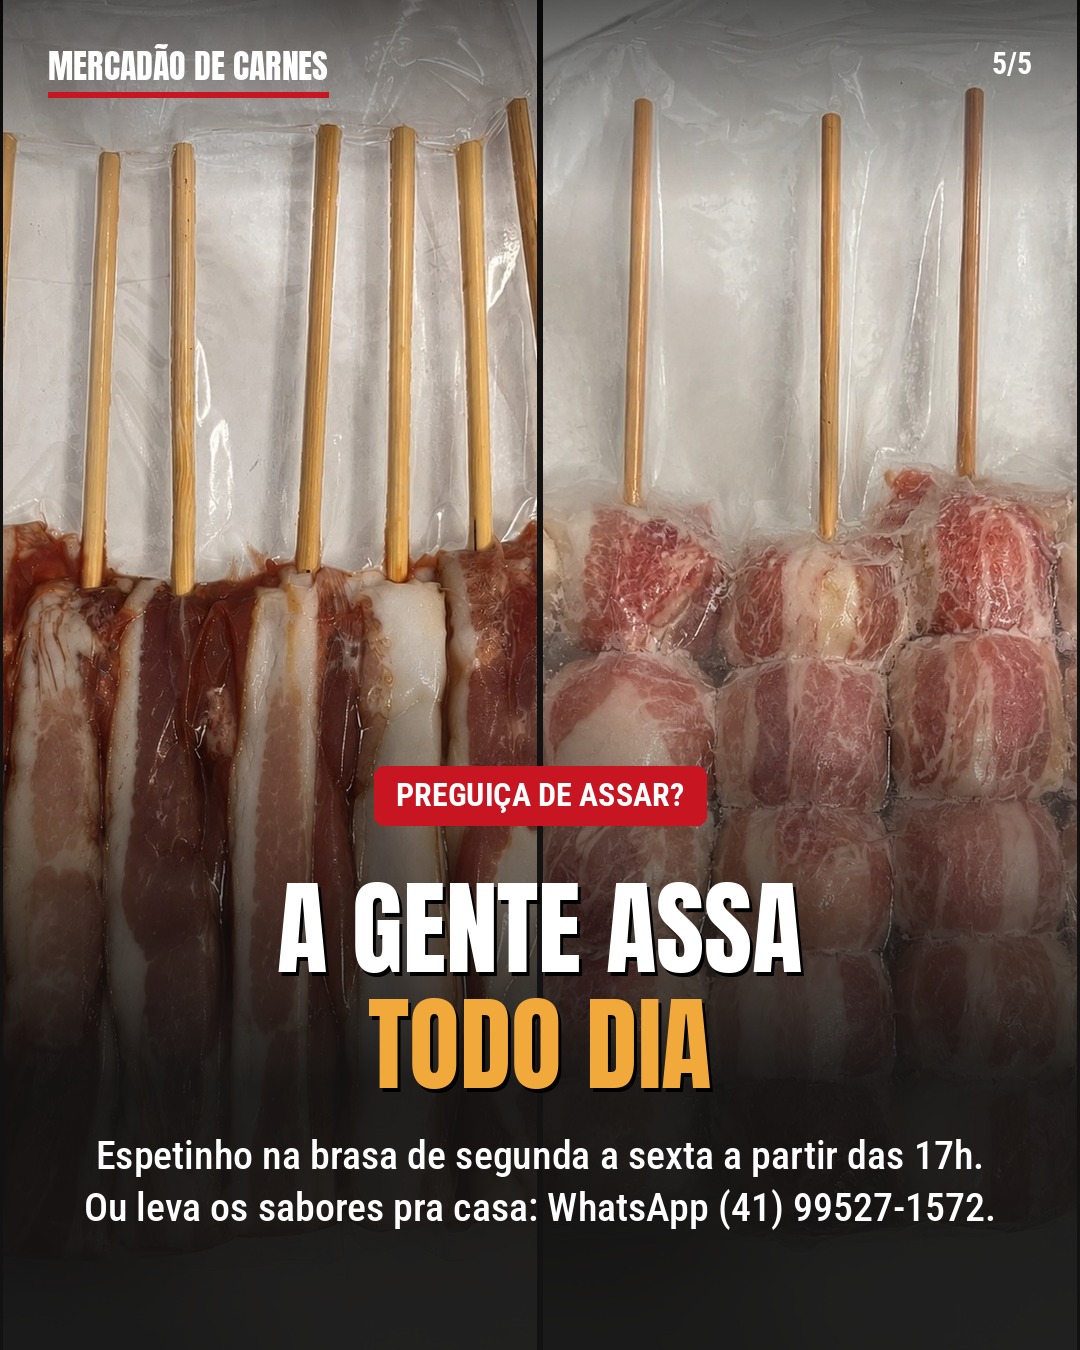 MERCADÃO DE CARNES
5/5
PREGUIÇA DE ASSAR?
A GENTE ASSA
TODO DIA
Espetinho na brasa de segunda a sexta a partir das 17h.
Ou leva os sabores pra casa: WhatsApp (41) 99527-1572.